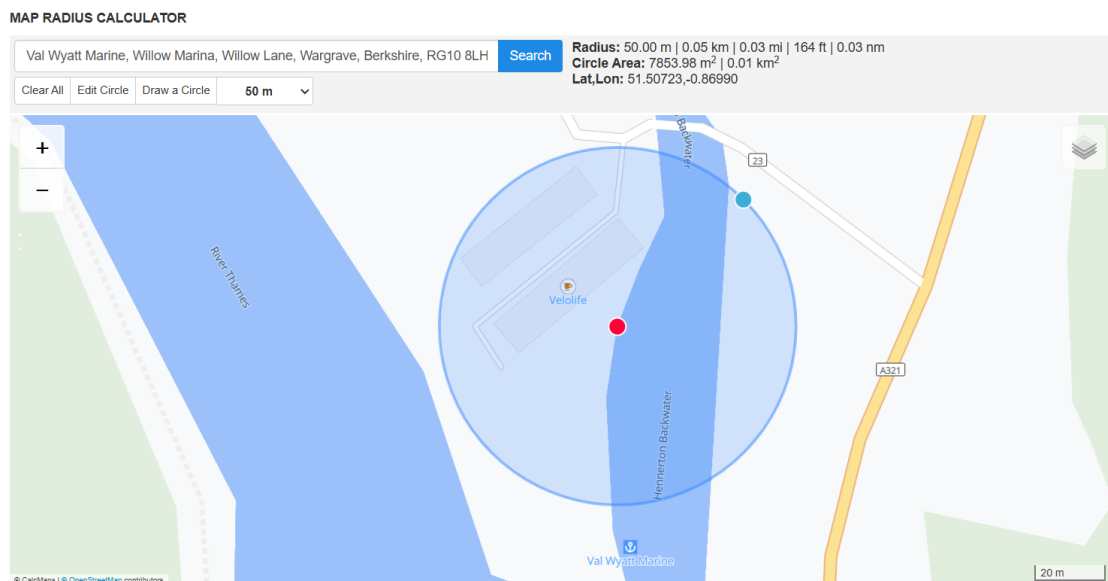 MAP RADIUS CALCULATOR
Val Wyatt Marine, Willow Marina, Willow Lane, Wargrave, Berkshire, RG10 8LH
Search
Radius: 50.00 m | 0.05 km | 0.03 mi | 164 ft | 0.03 nm
Circle Area: 7853.98 m² | 0.01 km²
Lat,Lon: 51.50723,-0.86990
Clear All
Edit Circle
Draw a Circle
50 m
+
−
Backwater
23
River Thames
Velolife
A321
Hennerton Backwater
Val Wyatt Marine
20 m
© CalcMaps | © OpenStreetMap contributors